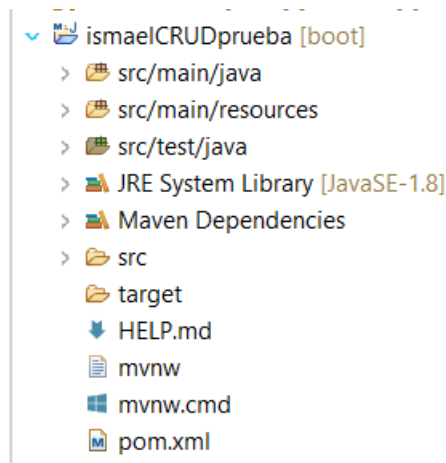 ismaelCRUDprueba [boot]
src/main/java
src/main/resources
src/test/java
JRE System Library [JavaSE-1.8]
Maven Dependencies
src
target
HELP.md
mvnw
mvnw.cmd
pom.xml